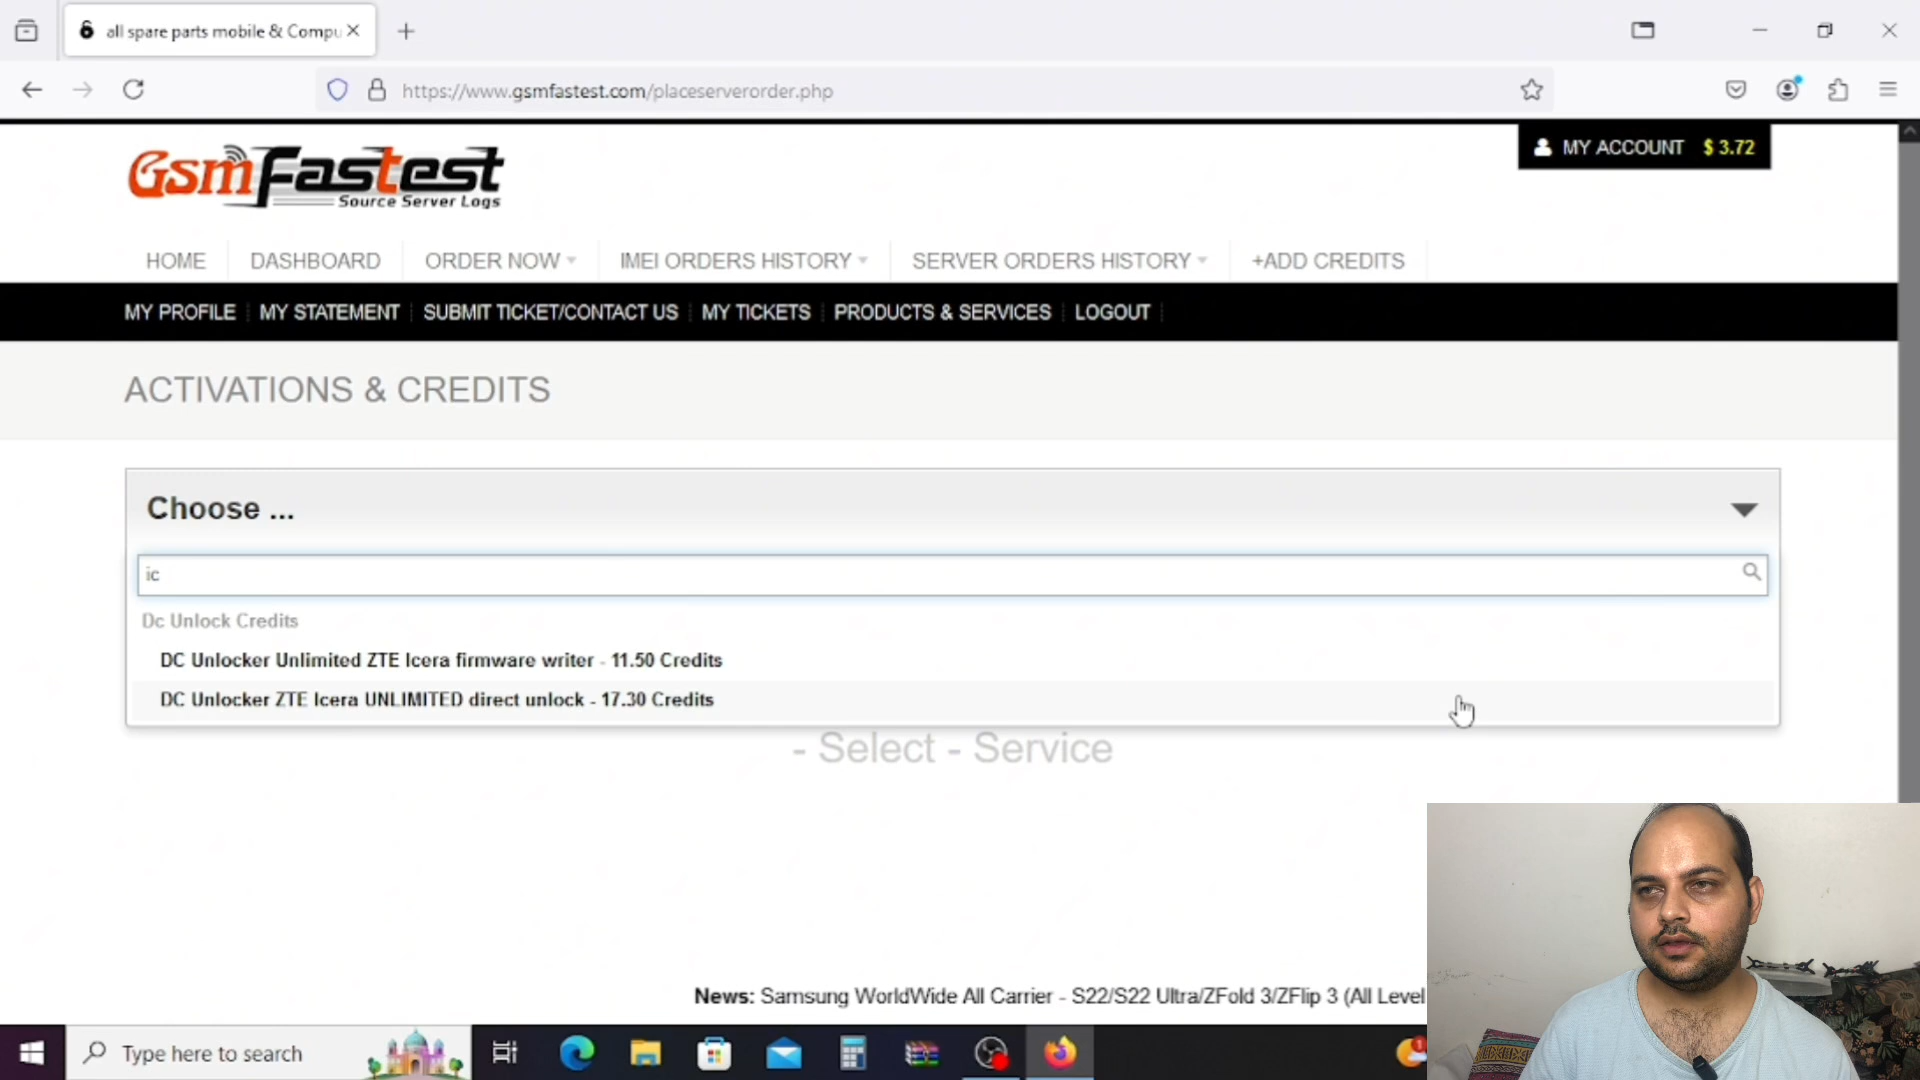 all spare parts mobile & Compu
https://www.gsmfastest.com/placeserverorder.php
GsmFastest
Source Server Logs
MY ACCOUNT $ 3.72
HOME DASHBOARD ORDER NOW IMEI ORDERS HISTORY SERVER ORDERS HISTORY +ADD CREDITS
MY PROFILE MY STATEMENT SUBMIT TICKET/CONTACT US MY TICKETS PRODUCTS & SERVICES LOGOUT
ACTIVATIONS & CREDITS
Choose ...
ic
Dc Unlock Credits
DC Unlocker Unlimited ZTE Icera firmware writer - 11.50 Credits
DC Unlocker ZTE Icera UNLIMITED direct unlock - 17.30 Credits
- Select - Service
News: Samsung WorldWide All Carrier - S22/S22 Ultra/ZFold 3/ZFlip 3 (All Level
Type here to search
1